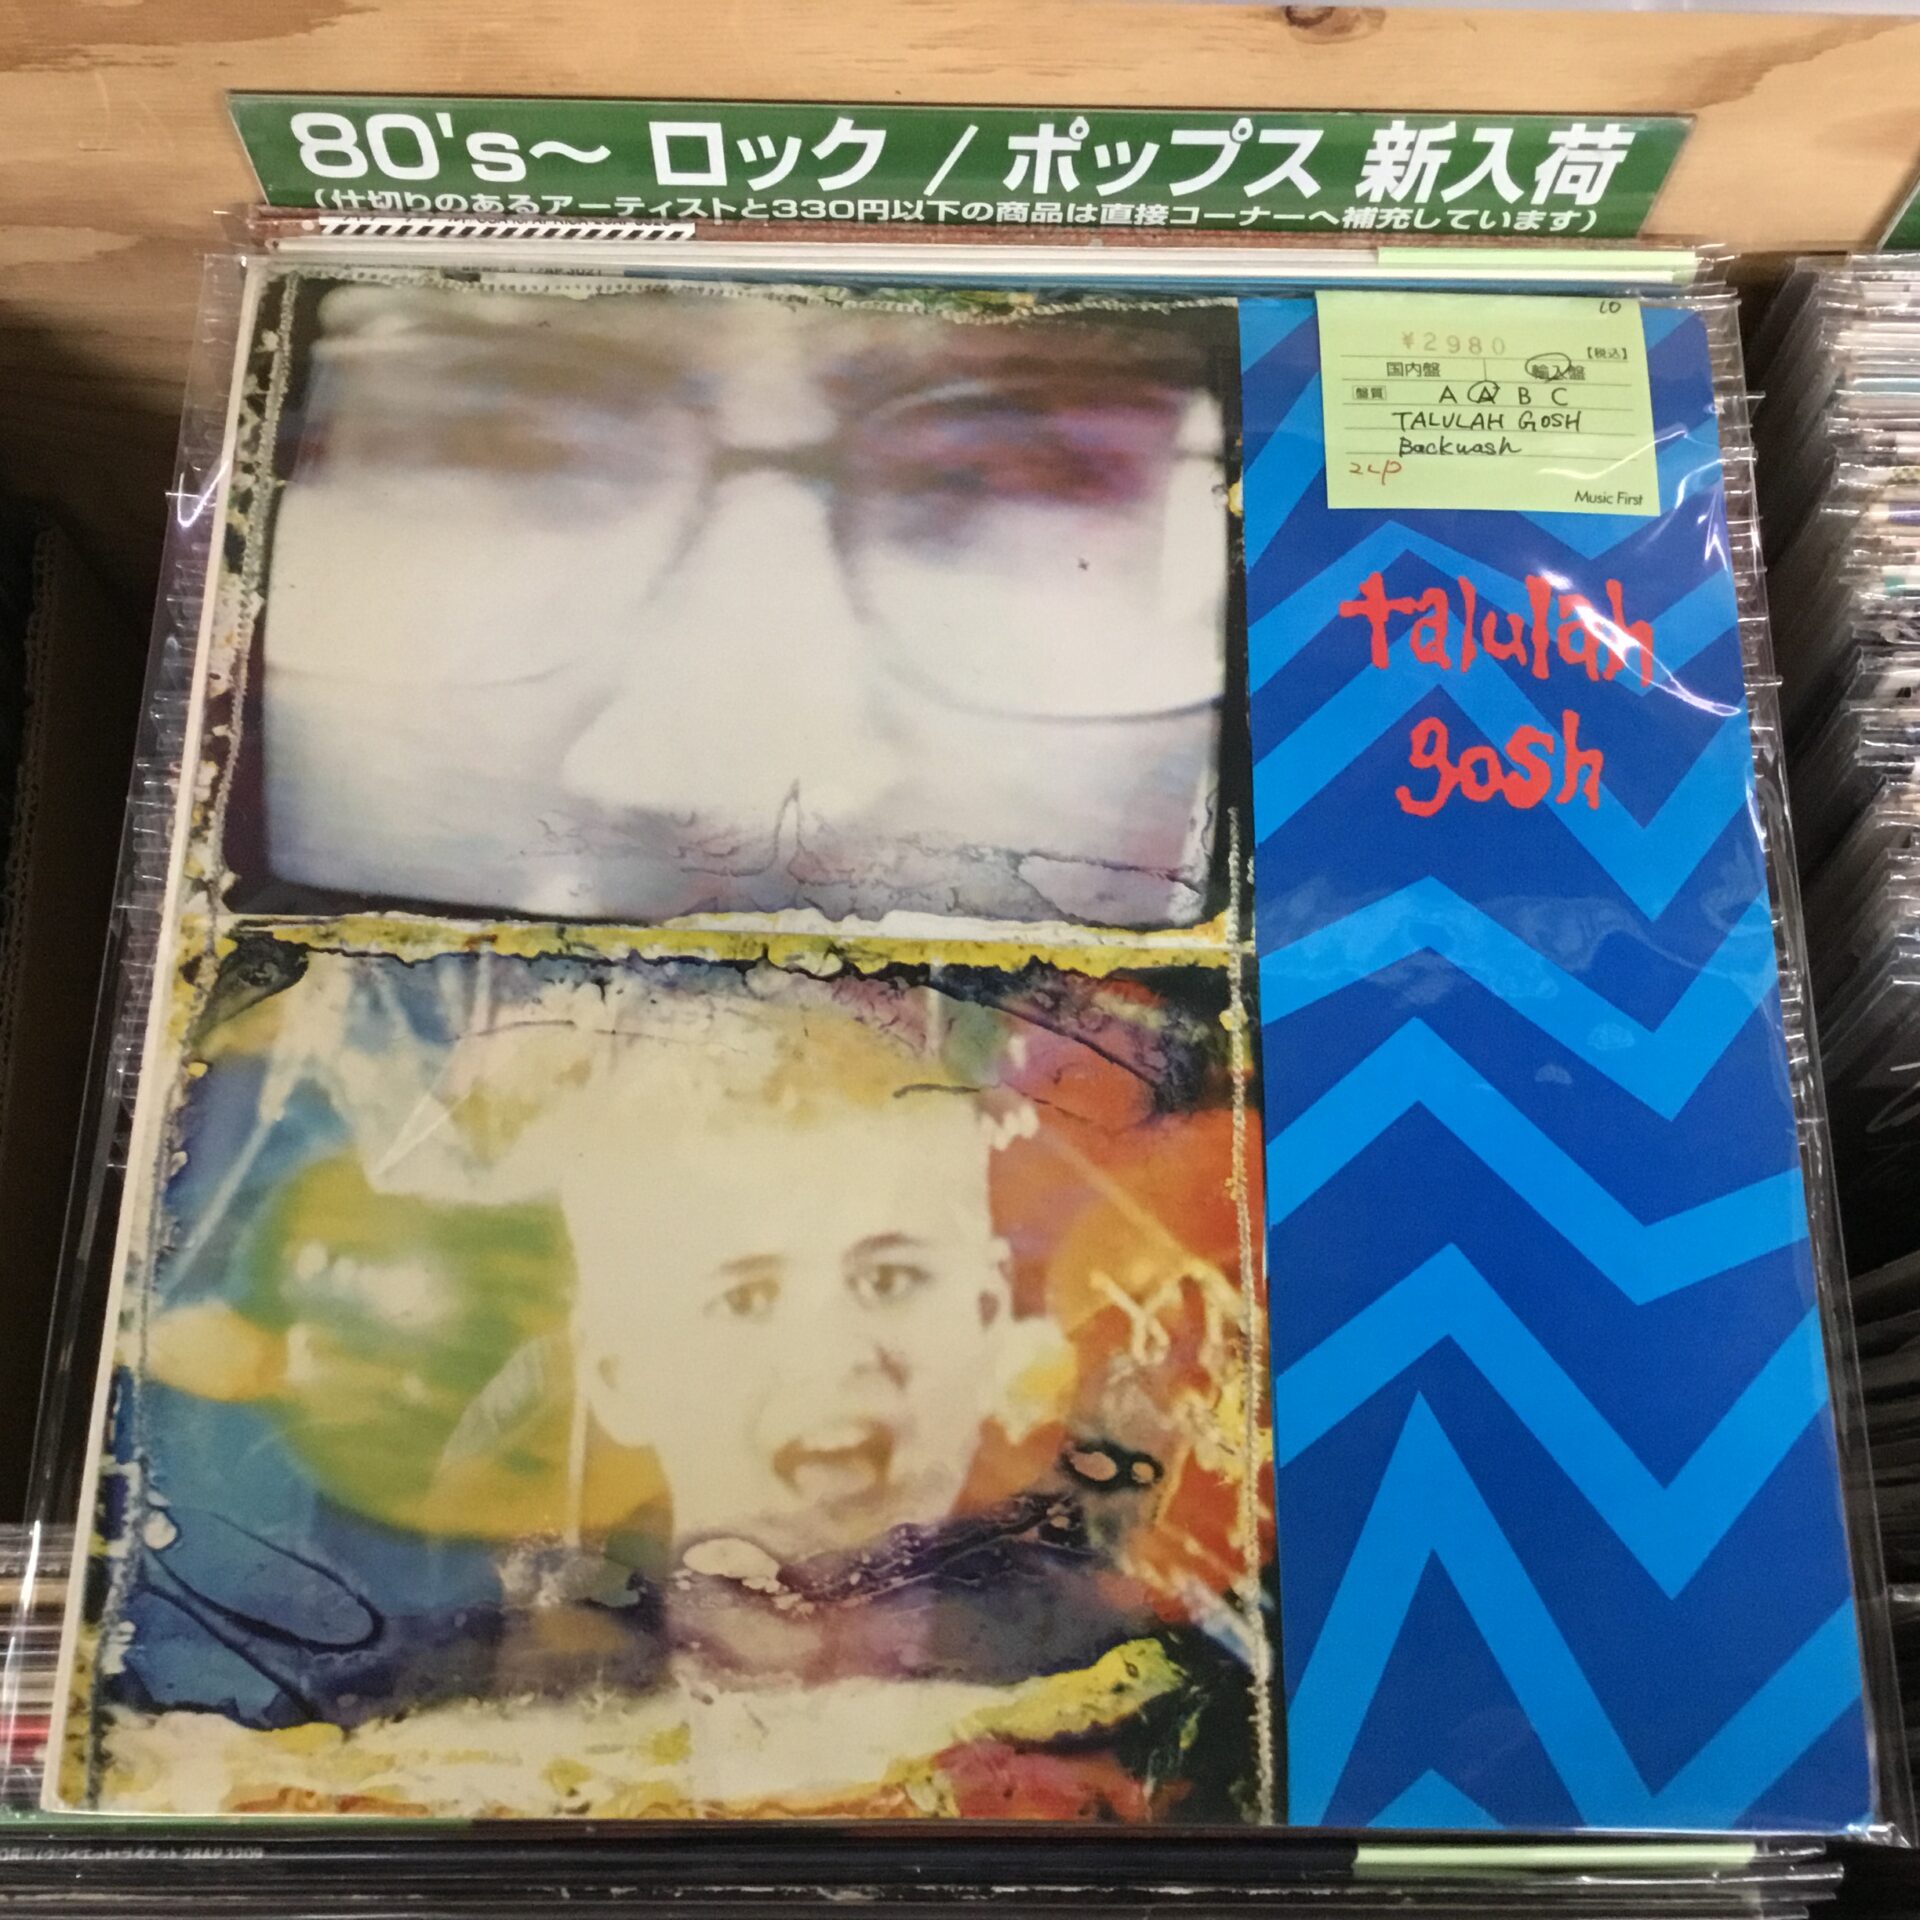 80's～ ロック / ポップス 新入荷
(仕切りのあるアーティストと330円以下の商品は直接コーナーへ補充しています)
LO
¥2980
【税込】
国内盤 輸入盤
盤質 A A' B C
TALULAH GOSH
Backwash
2LP
Music First
talulah
gosh